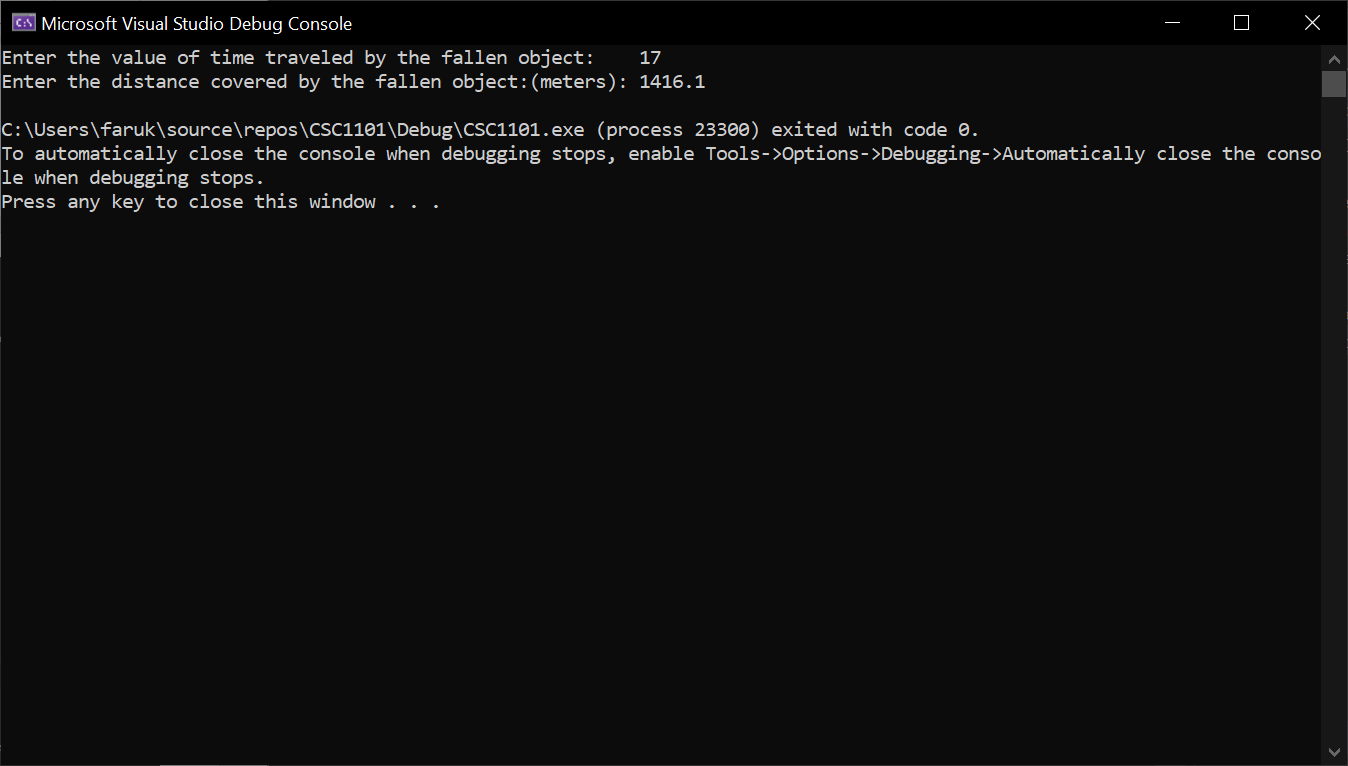 Microsoft Visual Studio Debug Console
Enter the value of time traveled by the fallen object:    17
Enter the distance covered by the fallen object:(meters): 1416.1
C:\Users\faruk\source\repos\CSC1101\Debug\CSC1101.exe (process 23300) exited with code 0.
To automatically close the console when debugging stops, enable Tools->Options->Debugging->Automatically close the conso
le when debugging stops.
Press any key to close this window . . .